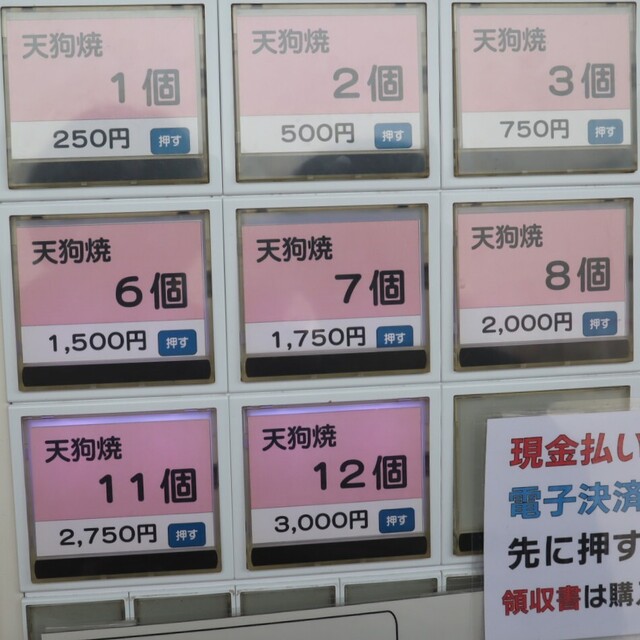 天狗焼
1個
250円 押す
天狗焼
2個
500円 押す
天狗焼
3個
750円 押す
天狗焼
6個
1,500円 押す
天狗焼
7個
1,750円 押す
天狗焼
8個
2,000円 押す
天狗焼
11個
2,750円 押す
天狗焼
12個
3,000円 押す
現金払い
電子決済
先に押す
領収書は購入